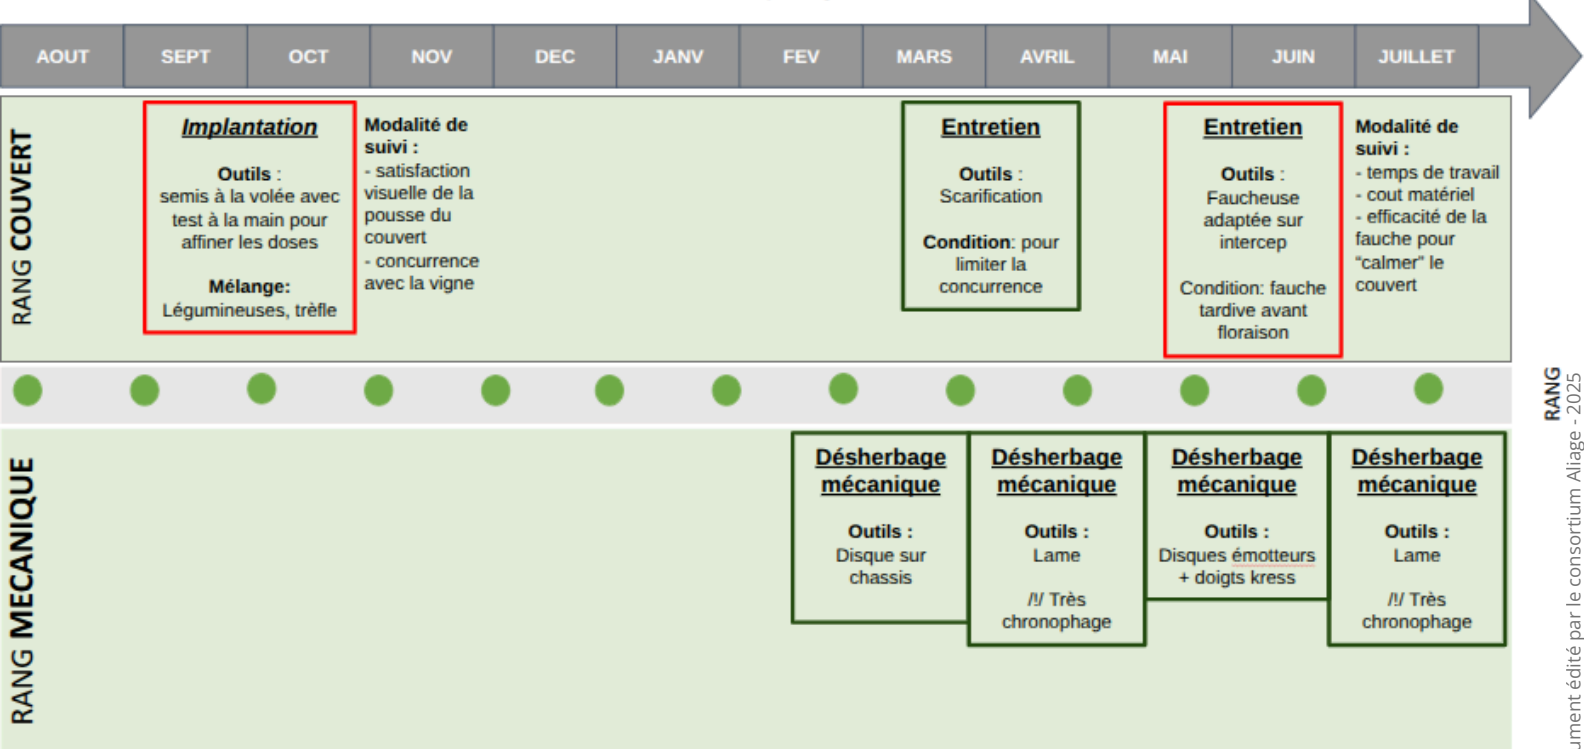 AOUT SEPT OCT NOV DEC JANV FEV MARS AVRIL MAI JUIN JUILLET
RANG COUVERT
Implantation
Outils :
semis à la volée avec
test à la main pour
affiner les doses
Mélange:
Légumineuses, trèfle
Modalité de
suivi :
- satisfaction
visuelle de la
pousse du
couvert
- concurrence
avec la vigne
Entretien
Outils :
Scarification
Condition: pour
limiter la
concurrence
Entretien
Outils :
Faucheuse
adaptée sur
intercep
Condition: fauche
tardive avant
floraison
Modalité de
suivi :
- temps de travail
- cout matériel
- efficacité de la
fauche pour
“calmer” le
couvert
RANG
RANG MECANIQUE
Désherbage
mécanique
Outils :
Disque sur
chassis
Désherbage
mécanique
Outils :
Lame
/!/ Très
chronophage
Désherbage
mécanique
Outils :
Disques émotteurs
+ doigts kress
Désherbage
mécanique
Outils :
Lame
/!/ Très
chronophage
édité par le consortium Aliage - 2025